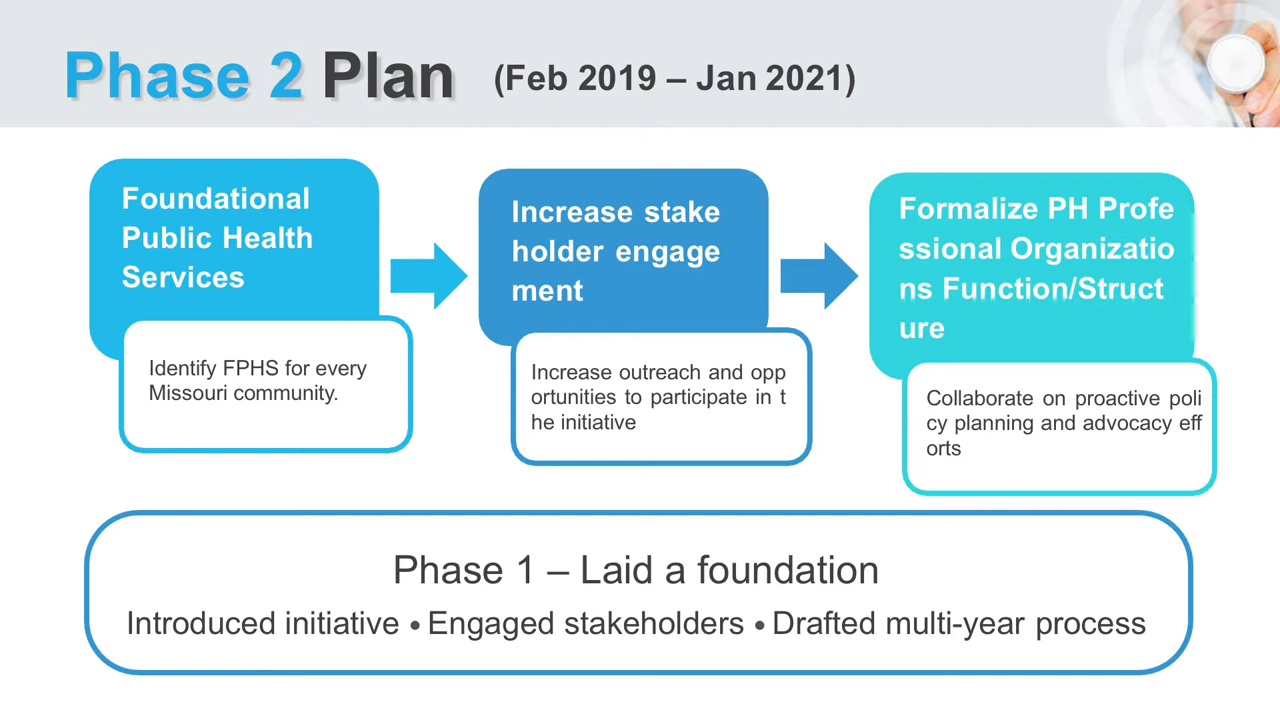 Phase 2 Plan (Feb 2019 – Jan 2021)
Foundational
Public Health
Services
Identify FPHS for every
Missouri community.
Increase stake
holder engage
ment
Increase outreach and opp
ortunities to participate in t
he initiative
Formalize PH Profe
ssional Organizatio
ns Function/Struct
ure
Collaborate on proactive poli
cy planning and advocacy eff
orts
Phase 1 – Laid a foundation
Introduced initiative • Engaged stakeholders • Drafted multi-year process